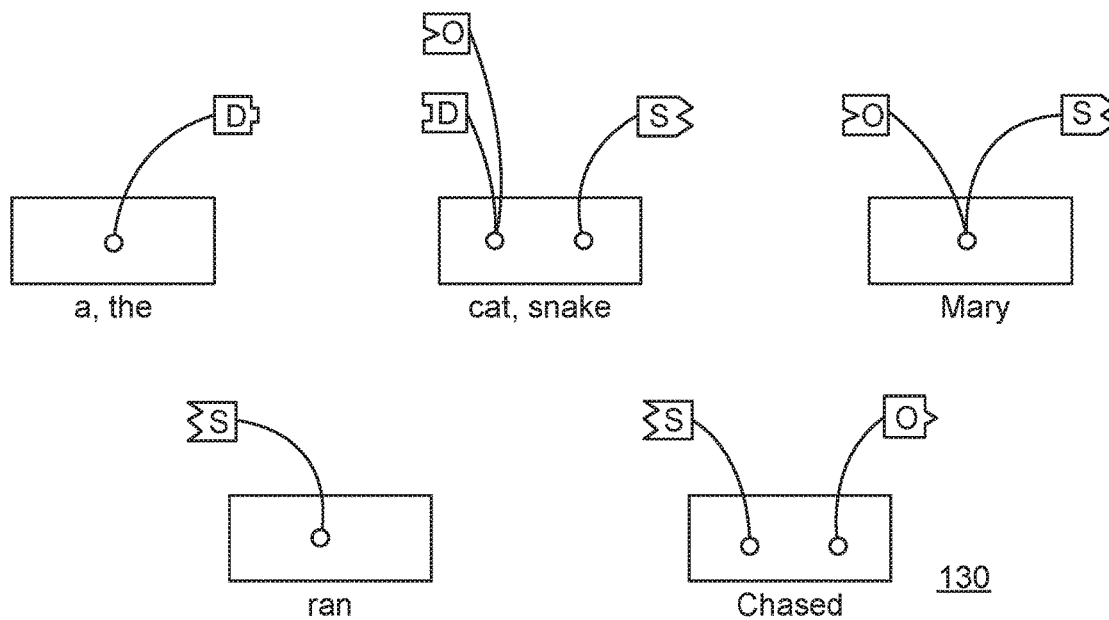 O
D
D
S
O
S
a, the
cat, snake
Mary
S
S
O
ran
Chased
130